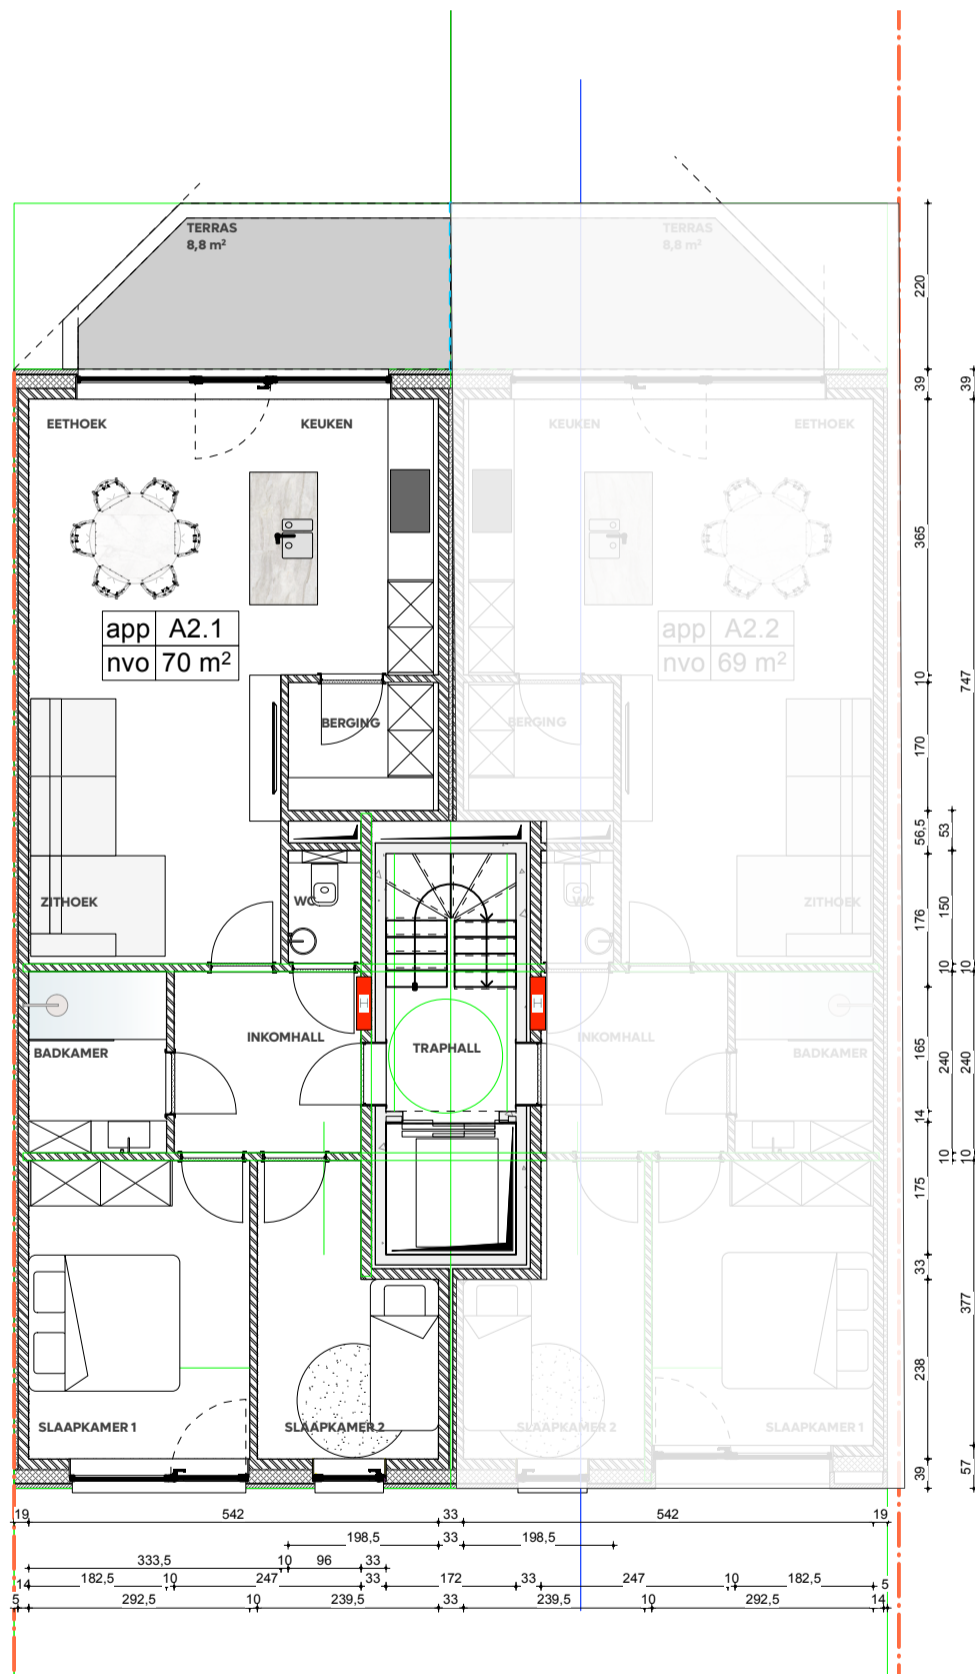 TERRAS
8,8 m²
TERRAS
8,8 m²
220
39
39
EETHOEK
KEUKEN
KEUKEN
EETHOEK
365
app A2.1
nvo 70 m²
app A2.2
nvo 69 m²
10
747
BERGING
BERGING
170
56,5
53
ZITHOEK
WC
WC
ZITHOEK
176
150
10
10
H
H
INKOMHALL
INKOMHALL
TRAPHALL
BADKAMER
BADKAMER
165
240
240
14
10
10
175
33
377
238
SLAAPKAMER 1
SLAAPKAMER 2
SLAAPKAMER 2
SLAAPKAMER 1
39
57
19 542 33 542 19
198,5 33 198,5
333,5 10 96 33
14 182,5 10 247 33 172 33 247 10 182,5 5
5 292,5 10 239,5 33 239,5 10 292,5 14